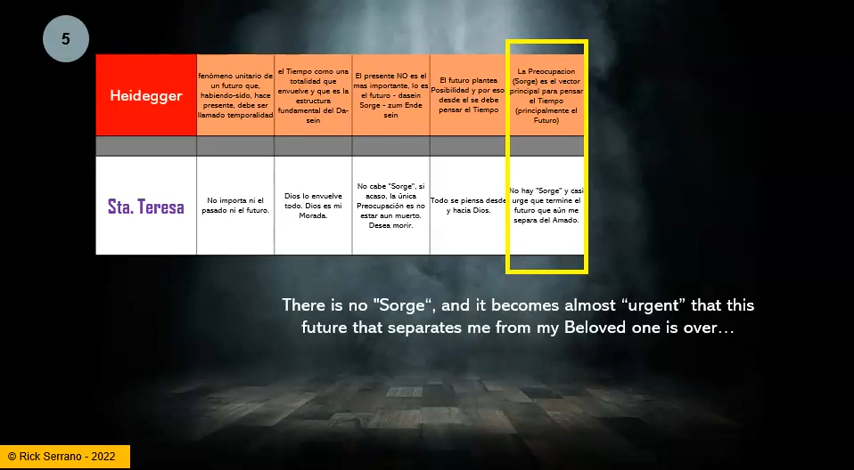 5
Heidegger
fenómeno unitario de
un futuro que,
habiendo-sido, hace
presente, debe ser
llamado temporalidad
el Tiempo como una
totalidad que
envuelve y que es la
estructura
fundamental del Da-
sein
El presente NO es el
mas importante, lo es
el futuro - dasein
Sorge - zum Ende
sein
El futuro plantea
Posibilidad y por eso
desde el se debe
pensar el Tiempo
La Preocupacion
(Sorge) es el vector
principal para pensar
el Tiempo
(principalmente el
Futuro)
Sta. Teresa
No importa ni el
pasado ni el futuro.
Dios lo envuelve
todo. Dios es mi
Morada.
No cabe "Sorge", si
acaso, la única
Preocupación es no
estar aun muerto.
Desea morir.
Todo se piensa desde
y hacia Dios.
No hay "Sorge" y casi
urge que termine el
futuro que aún me
separa del Amado.
There is no "Sorge“, and it becomes almost “urgent” that this
future that separates me from my Beloved one is over…
© Rick Serrano - 2022